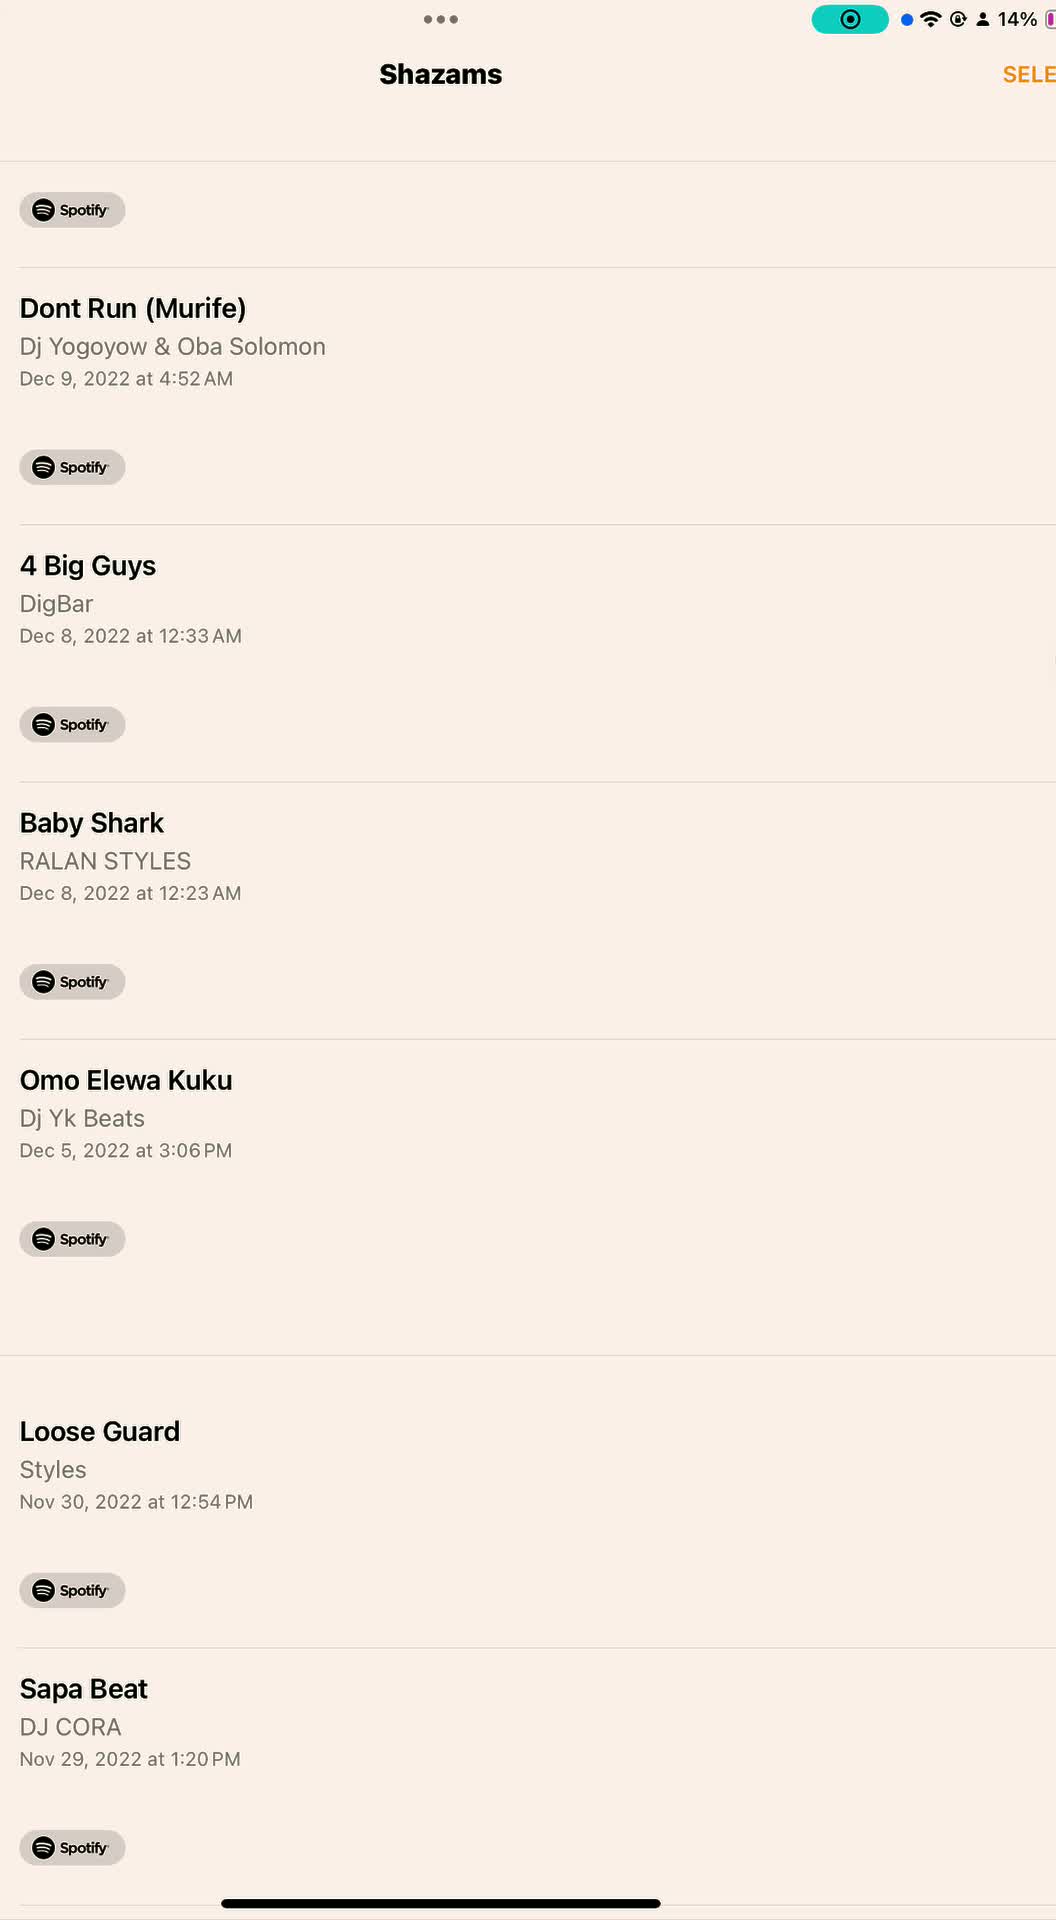 14%
Shazams
SELE
Spotify
Dont Run (Murife)
Dj Yogoyow & Oba Solomon
Dec 9, 2022 at 4:52 AM
Spotify
4 Big Guys
DigBar
Dec 8, 2022 at 12:33 AM
Spotify
Baby Shark
RALAN STYLES
Dec 8, 2022 at 12:23 AM
Spotify
Omo Elewa Kuku
Dj Yk Beats
Dec 5, 2022 at 3:06 PM
Spotify
Loose Guard
Styles
Nov 30, 2022 at 12:54 PM
Spotify
Sapa Beat
DJ CORA
Nov 29, 2022 at 1:20 PM
Spotify